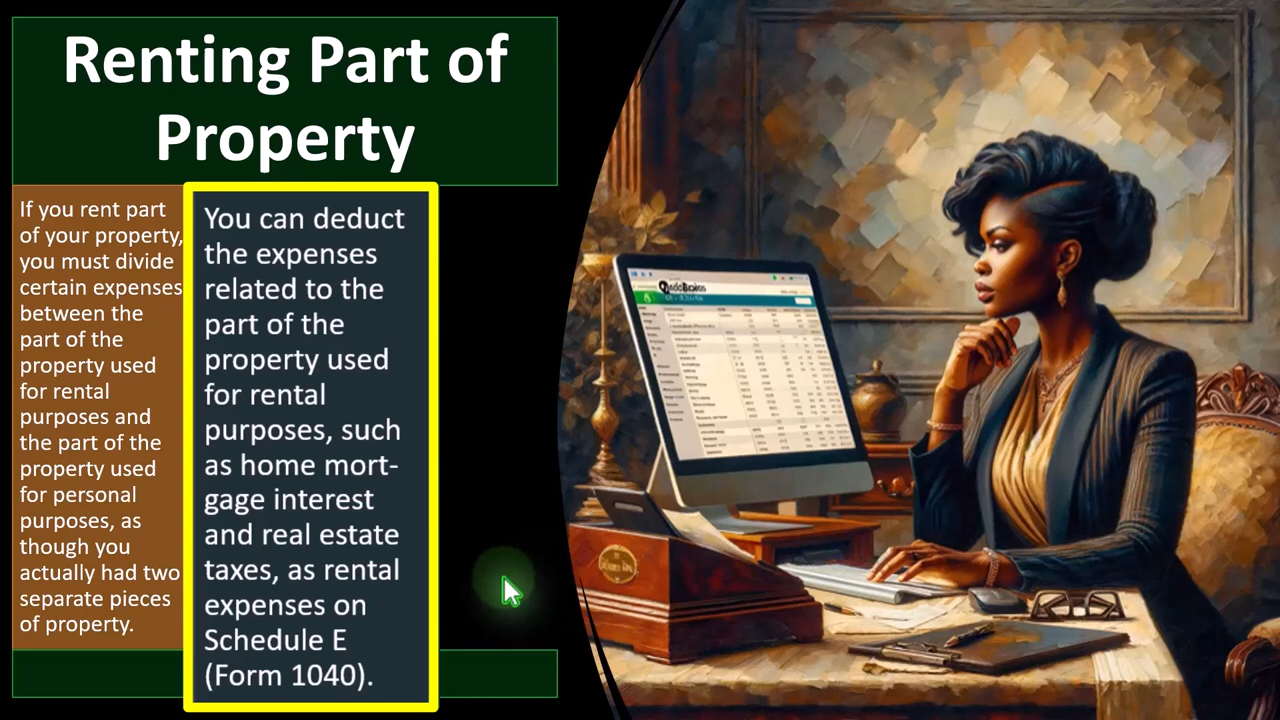 Renting Part of
Property
If you rent part
of your property,
you must divide
certain expenses
between the
part of the
property used
for rental
purposes and
the part of the
property used
for personal
purposes, as
though you
actually had two
separate pieces
of property.
You can deduct
the expenses
related to the
part of the
property used
for rental
purposes, such
as home mort-
gage interest
and real estate
taxes, as rental
expenses on
Schedule E
(Form 1040).